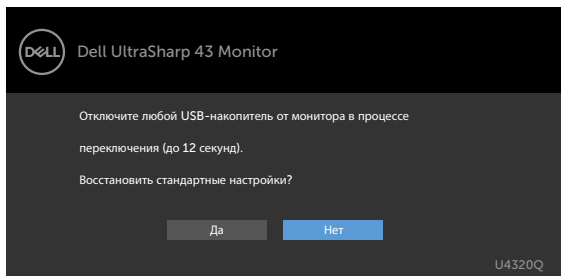 DELL
Dell UltraSharp 43 Monitor
Отключите любой USB-накопитель от монитора в процессе
переключения (до 12 секунд).
Восстановить стандартные настройки?
Да
Нет
U4320Q